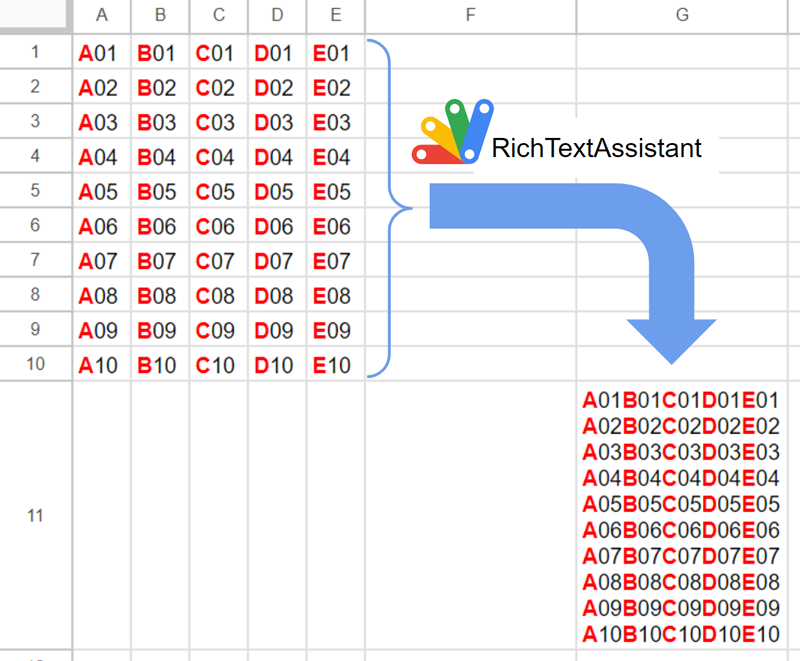 A B C D E F G
1 A01 B01 C01 D01 E01
2 A02 B02 C02 D02 E02
3 A03 B03 C03 D03 E03
4 A04 B04 C04 D04 E04
5 A05 B05 C05 D05 E05
6 A06 B06 C06 D06 E06
7 A07 B07 C07 D07 E07
8 A08 B08 C08 D08 E08
9 A09 B09 C09 D09 E09
10 A10 B10 C10 D10 E10
RichTextAssistant
11
A01B01C01D01E01
A02B02C02D02E02
A03B03C03D03E03
A04B04C04D04E04
A05B05C05D05E05
A06B06C06D06E06
A07B07C07D07E07
A08B08C08D08E08
A09B09C09D09E09
A10B10C10D10E10